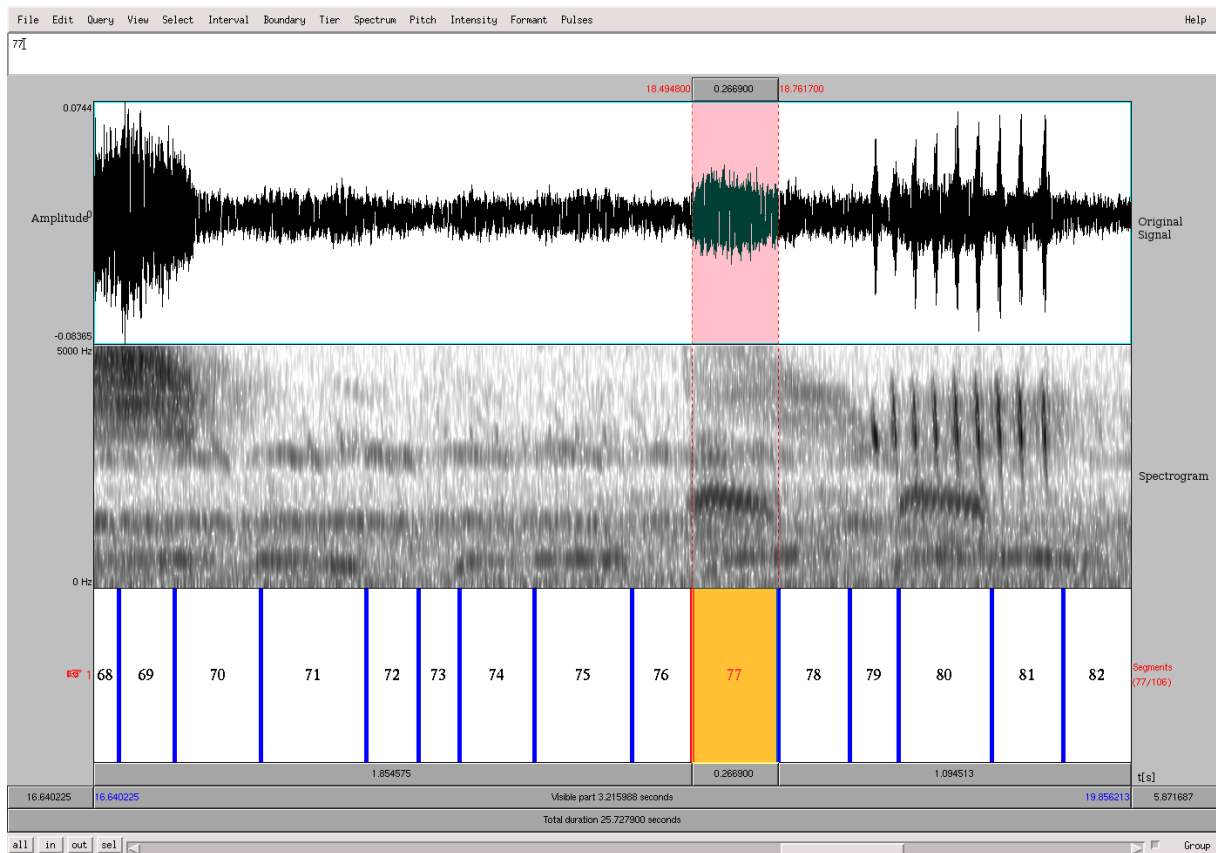 File Edit Query View Select Interval Boundary Tier Spectrum Pitch Intensity Formant Pulses Help
77
18.494800 0.266900 18.761700
0.0744
Amplitude 0
Original
Signal
-0.08365
5000 Hz
Spectrogram
0 Hz
1 68 69 70 71 72 73 74 75 76 77 78 79 80 81 82
Segments
(77/106)
1.854575 0.266900 1.094513 t[s]
16.640225 16.640225 Visible part 3.215988 seconds 19.856213 5.871687
Total duration 25.727900 seconds
all in out sel Group